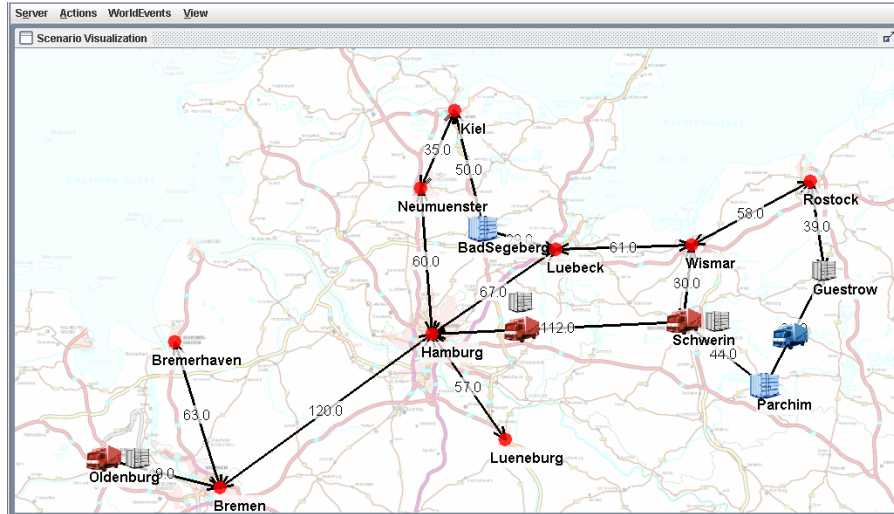 Server Actions WorldEvents View
Scenario Visualization
Kiel
35.0
50.0
Rostock
Neumuenster
58.0
39.0
BadSegeberg
60.0
Luebeck
61.0
Wismar
30.0
Guestrow
67.0
112.0
Hamburg
Schwerin
44.0
Bremerhaven
57.0
Parchim
120.0
63.0
Lueneburg
Oldenburg
Bremen